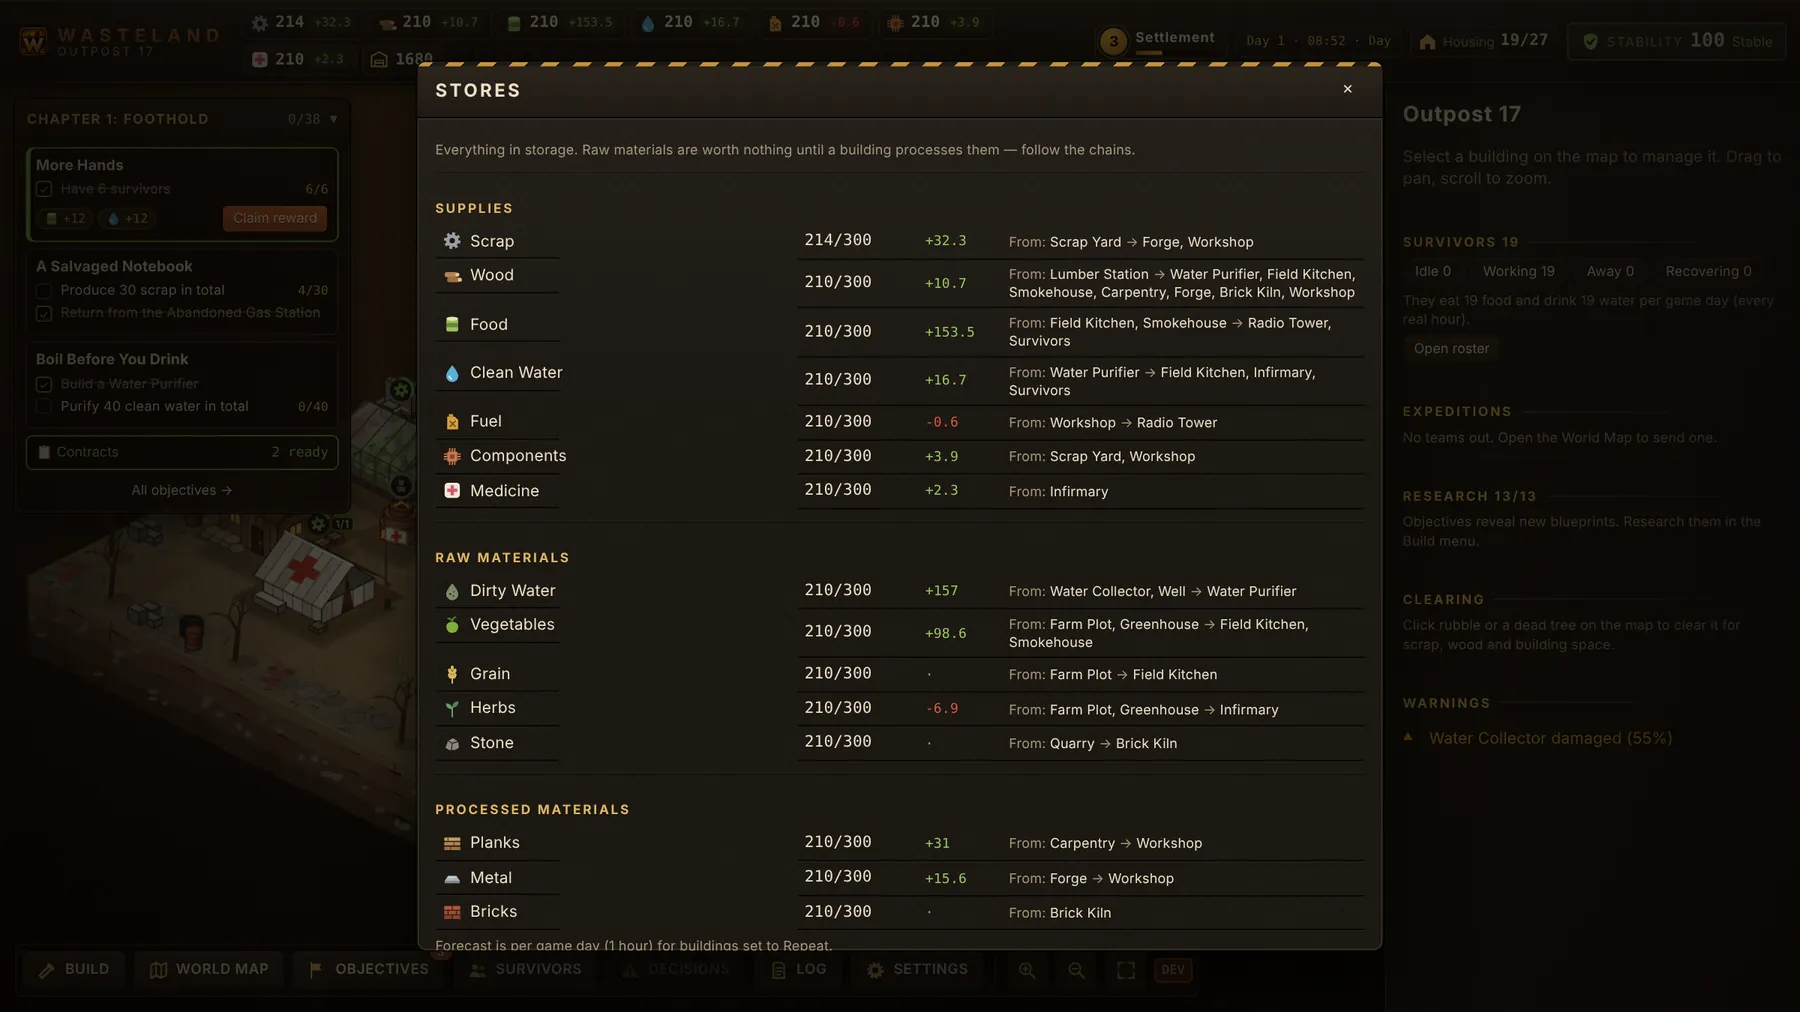 WASTELAND
OUTPOST 17
214 +32.3
210 +10.7
210 +153.5
210 +16.7
210 -0.6
210 +3.9
210 +2.3
1680
3 Settlement
Day 1 · 08:52 · Day
Housing 19/27
STABILITY 100 Stable
CHAPTER 1: FOOTHOLD 0/38 ▼
More Hands
Have 6 survivors 6/6
+12 +12 Claim reward
A Salvaged Notebook
Produce 30 scrap in total 4/30
Return from the Abandoned Gas Station
Boil Before You Drink
Build a Water Purifier
Purify 40 clean water in total 0/40
Contracts 2 ready
All objectives →
1/1
STORES ×
Everything in storage. Raw materials are worth nothing until a building processes them — follow the chains.
SUPPLIES
Scrap 214/300 +32.3 From: Scrap Yard → Forge, Workshop
Wood 210/300 +10.7 From: Lumber Station → Water Purifier, Field Kitchen,
Smokehouse, Carpentry, Forge, Brick Kiln, Workshop
Food 210/300 +153.5 From: Field Kitchen, Smokehouse → Radio Tower,
Survivors
Clean Water 210/300 +16.7 From: Water Purifier → Field Kitchen, Infirmary,
Survivors
Fuel 210/300 -0.6 From: Workshop → Radio Tower
Components 210/300 +3.9 From: Scrap Yard, Workshop
Medicine 210/300 +2.3 From: Infirmary
RAW MATERIALS
Dirty Water 210/300 +157 From: Water Collector, Well → Water Purifier
Vegetables 210/300 +98.6 From: Farm Plot, Greenhouse → Field Kitchen,
Smokehouse
Grain 210/300 · From: Farm Plot → Field Kitchen
Herbs 210/300 -6.9 From: Farm Plot, Greenhouse → Infirmary
Stone 210/300 · From: Quarry → Brick Kiln
PROCESSED MATERIALS
Planks 210/300 +31 From: Carpentry → Workshop
Metal 210/300 +15.6 From: Forge → Workshop
Bricks 210/300 · From: Brick Kiln
Forecast is per game day (1 hour) for buildings set to Repeat.
Outpost 17
Select a building on the map to manage it. Drag to
pan, scroll to zoom.
SURVIVORS 19
Idle 0 Working 19 Away 0 Recovering 0
They eat 19 food and drink 19 water per game day (every
real hour).
Open roster
EXPEDITIONS
No teams out. Open the World Map to send one.
RESEARCH 13/13
Objectives reveal new blueprints. Research them in the
Build menu.
CLEARING
Click rubble or a dead tree on the map to clear it for
scrap, wood and building space.
WARNINGS
Water Collector damaged (55%)
BUILD
WORLD MAP
OBJECTIVES
SURVIVORS
DECISIONS
LOG
SETTINGS
DEV